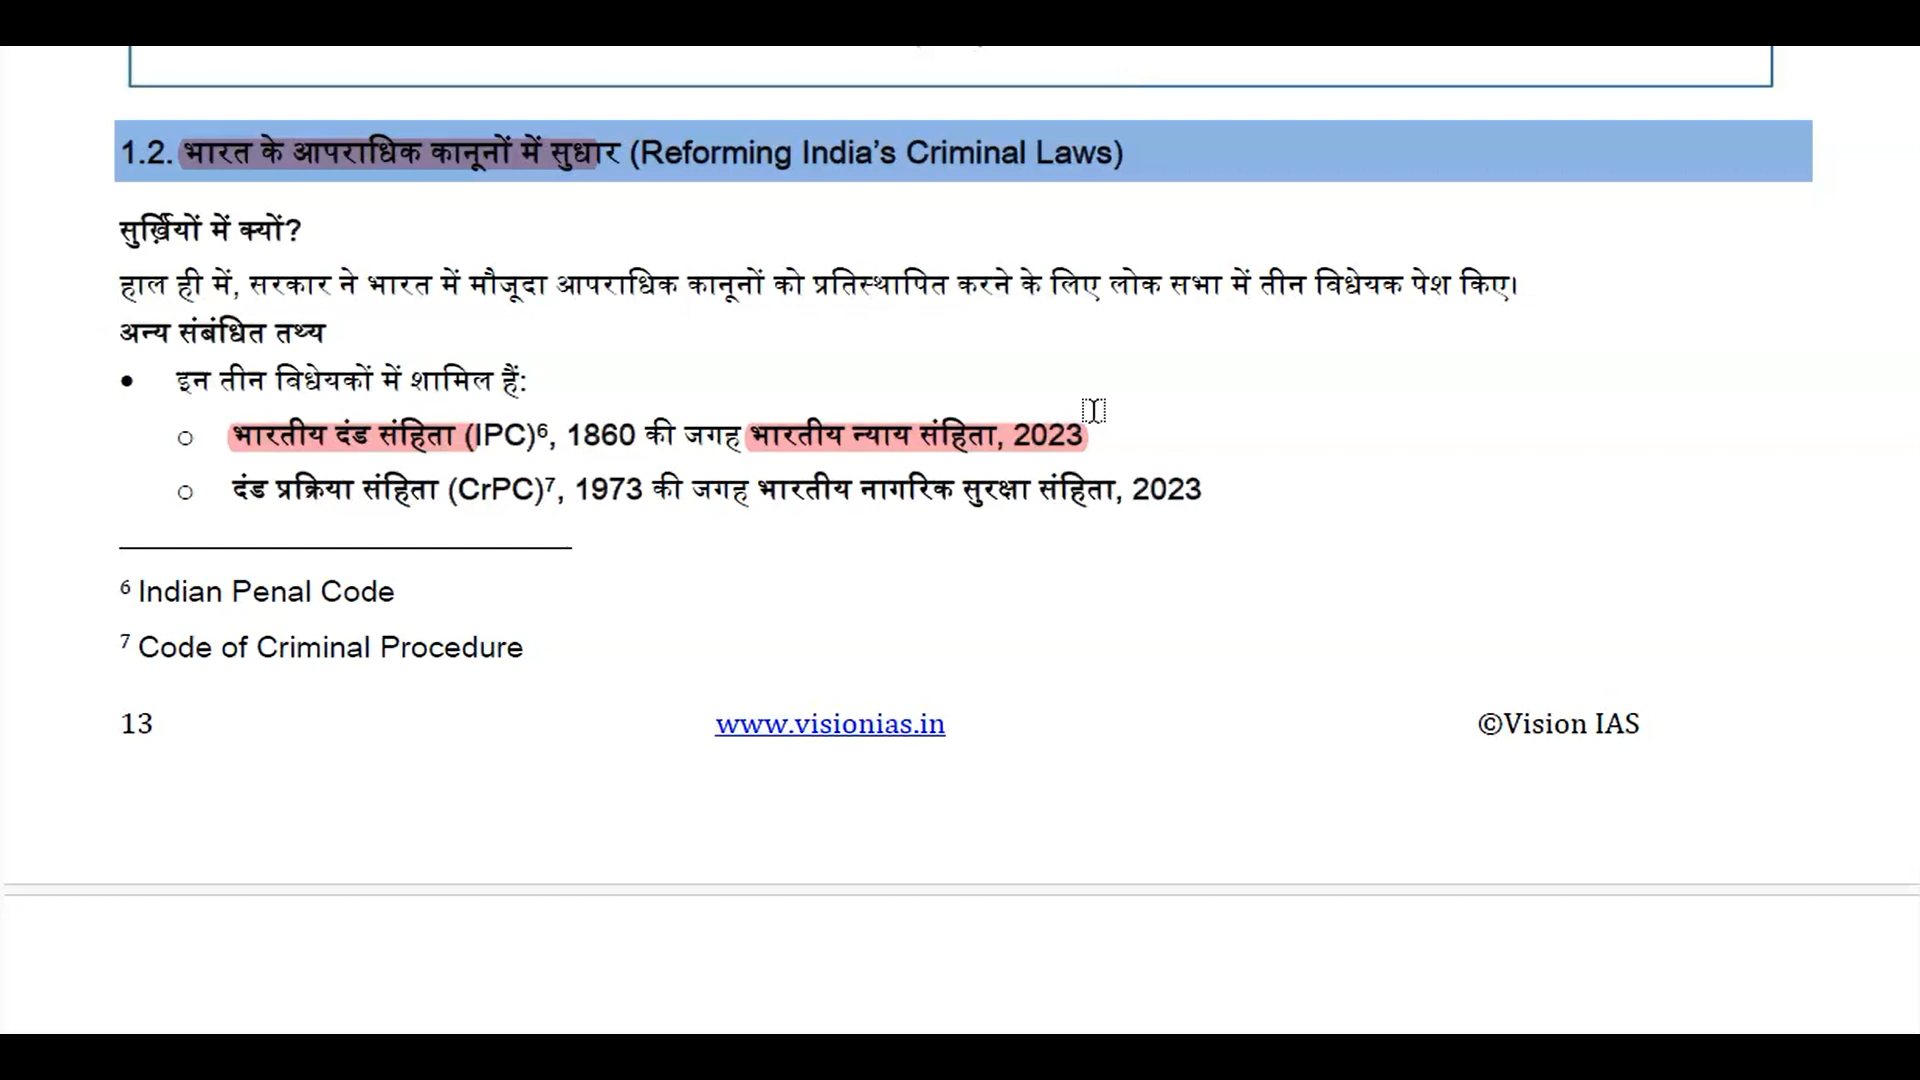 1.2. भारत के आपराधिक कानूनों में सुधार (Reforming India’s Criminal Laws)
सुर्ख़ियों में क्यों?
हाल ही में, सरकार ने भारत में मौजूदा आपराधिक कानूनों को प्रतिस्थापित करने के लिए लोक सभा में तीन विधेयक पेश किए।
अन्य संबंधित तथ्य
• इन तीन विधेयकों में शामिल हैं:
○ भारतीय दंड संहिता (IPC)⁶, 1860 की जगह भारतीय न्याय संहिता, 2023
○ दंड प्रक्रिया संहिता (CrPC)⁷, 1973 की जगह भारतीय नागरिक सुरक्षा संहिता, 2023
⁶ Indian Penal Code
⁷ Code of Criminal Procedure
13 www.visionias.in ©Vision IAS